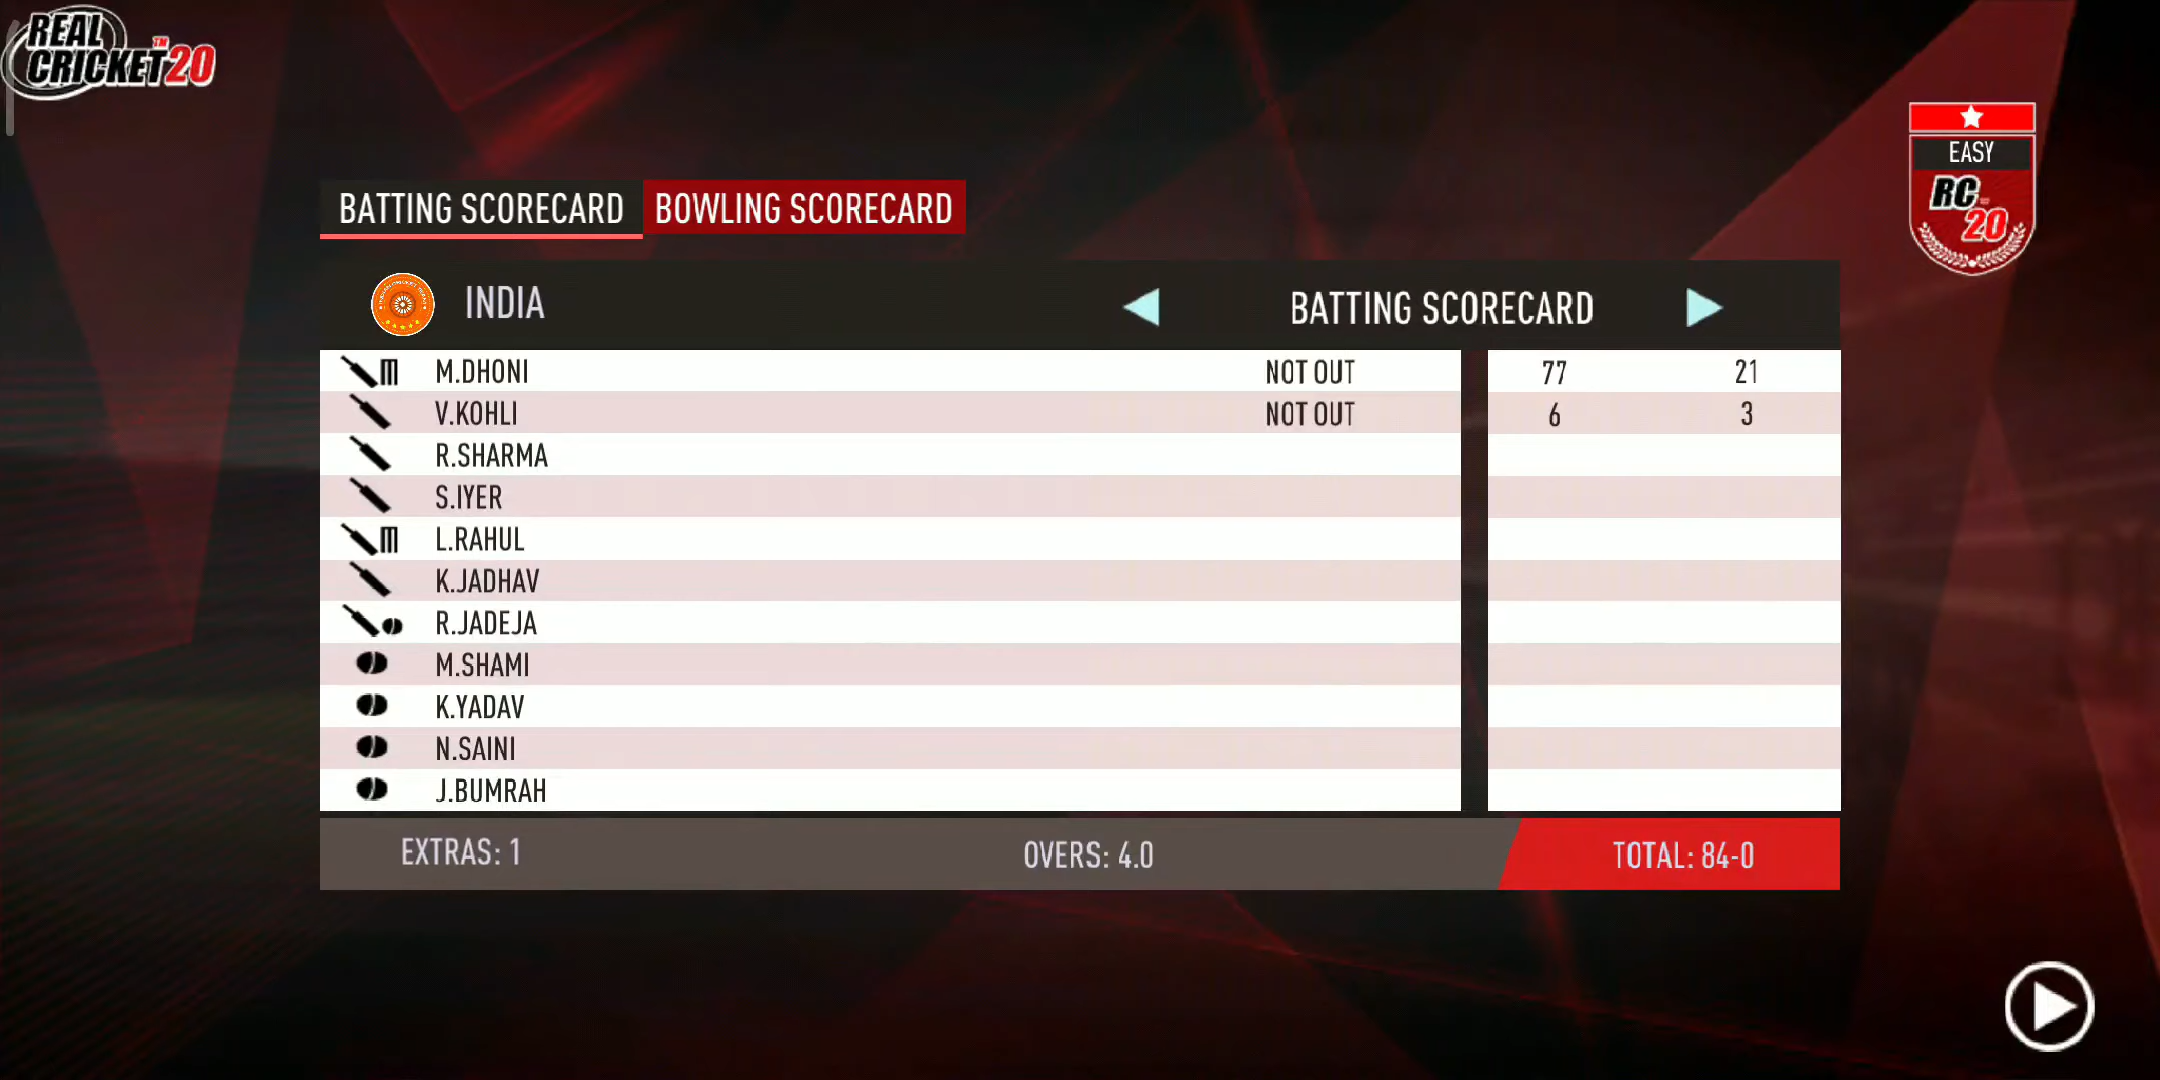 REAL
CRICKET™20
EASY
RC
20
BATTING SCORECARD BOWLING SCORECARD
INDIA BATTING SCORECARD
M.DHONI NOT OUT 77 21
V.KOHLI NOT OUT 6 3
R.SHARMA
S.IYER
L.RAHUL
K.JADHAV
R.JADEJA
M.SHAMI
K.YADAV
N.SAINI
J.BUMRAH
EXTRAS: 1 OVERS: 4.0 TOTAL: 84-0